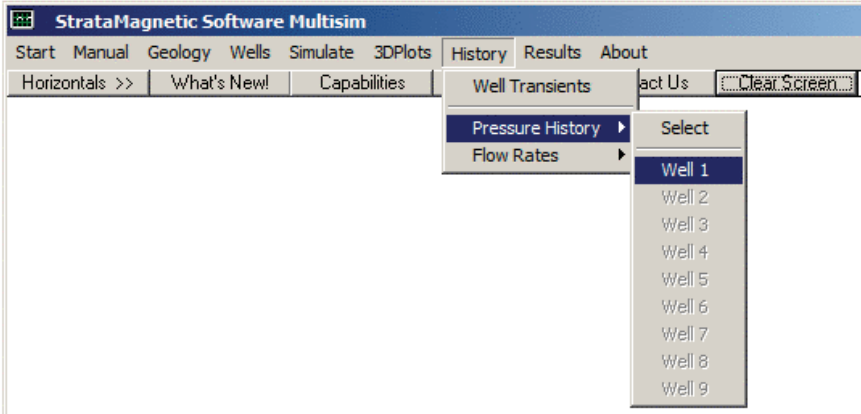 StrataMagnetic Software Multisim
Start Manual Geology Wells Simulate 3DPlots History Results About
Horizontals >> What's New! Capabilities act Us Clear Screen
Well Transients
Pressure History
Flow Rates
Select
Well 1
Well 2
Well 3
Well 4
Well 5
Well 6
Well 7
Well 8
Well 9